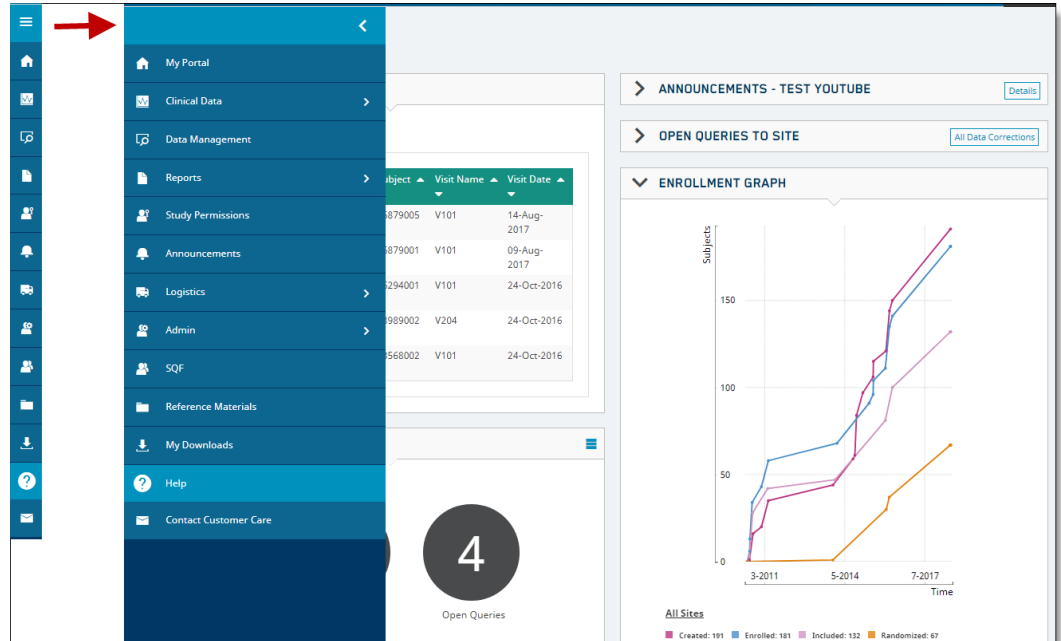 My Portal
Clinical Data
Data Management
Reports
Study Permissions
Announcements
Logistics
Admin
SQF
Reference Materials
My Downloads
Help
Contact Customer Care
Visit Name Visit Date
5879005 V101 14-Aug-
2017
5879001 V101 09-Aug-
2017
5294001 V101 24-Oct-2016
989002 V204 24-Oct-2016
568002 V101 24-Oct-2016
4
Open Queries
ANNOUNCEMENTS - TEST YOUTUBE Details
OPEN QUERIES TO SITE All Data Corrections
ENROLLMENT GRAPH
Subjects
150
100
50
0
3-2011 5-2014 7-2017
Time
All Sites
Created: 191 Enrolled: 181 Included: 132 Randomized: 67